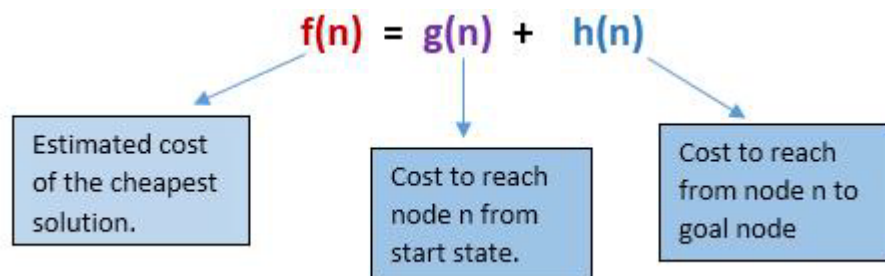 f(n) = g(n) + h(n)
Estimated cost
of the cheapest
solution.
Cost to reach
node n from
start state.
Cost to reach
from node n to
goal node